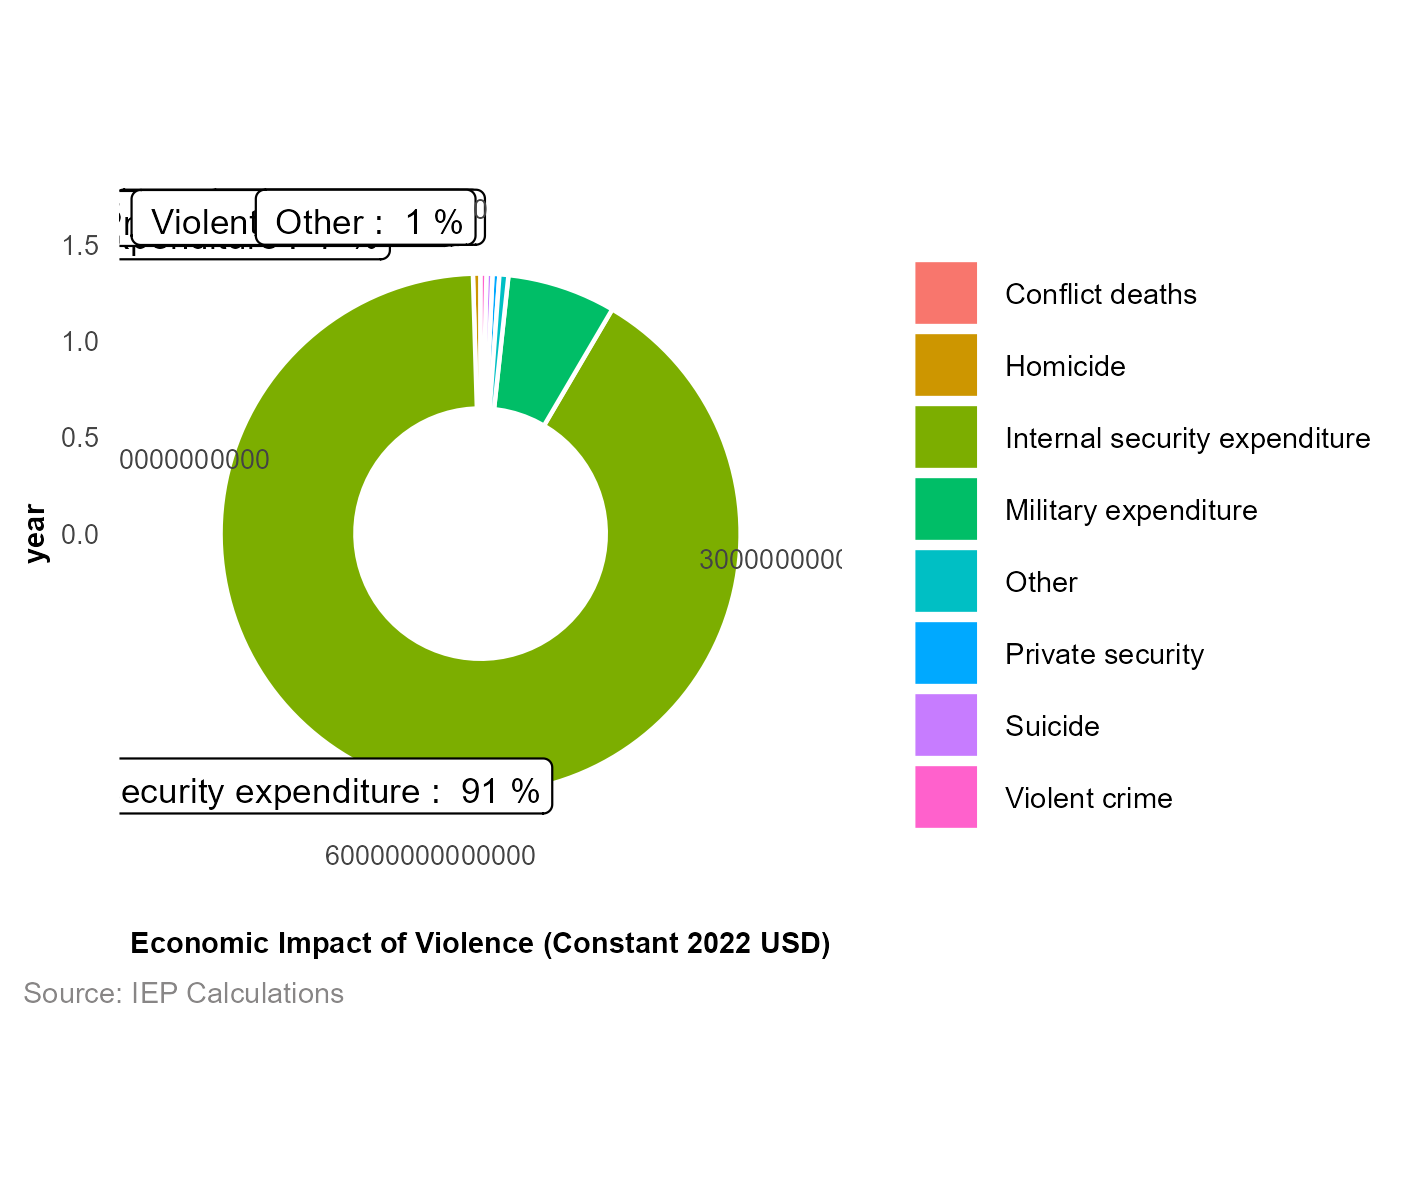 Violent
Other : 1 %
1.5
1.0
0.5
0.0
year
0000000000
300000000
ecurity expenditure : 91 %
60000000000000
Economic Impact of Violence (Constant 2022 USD)
Source: IEP Calculations
Conflict deaths
Homicide
Internal security expenditure
Military expenditure
Other
Private security
Suicide
Violent crime